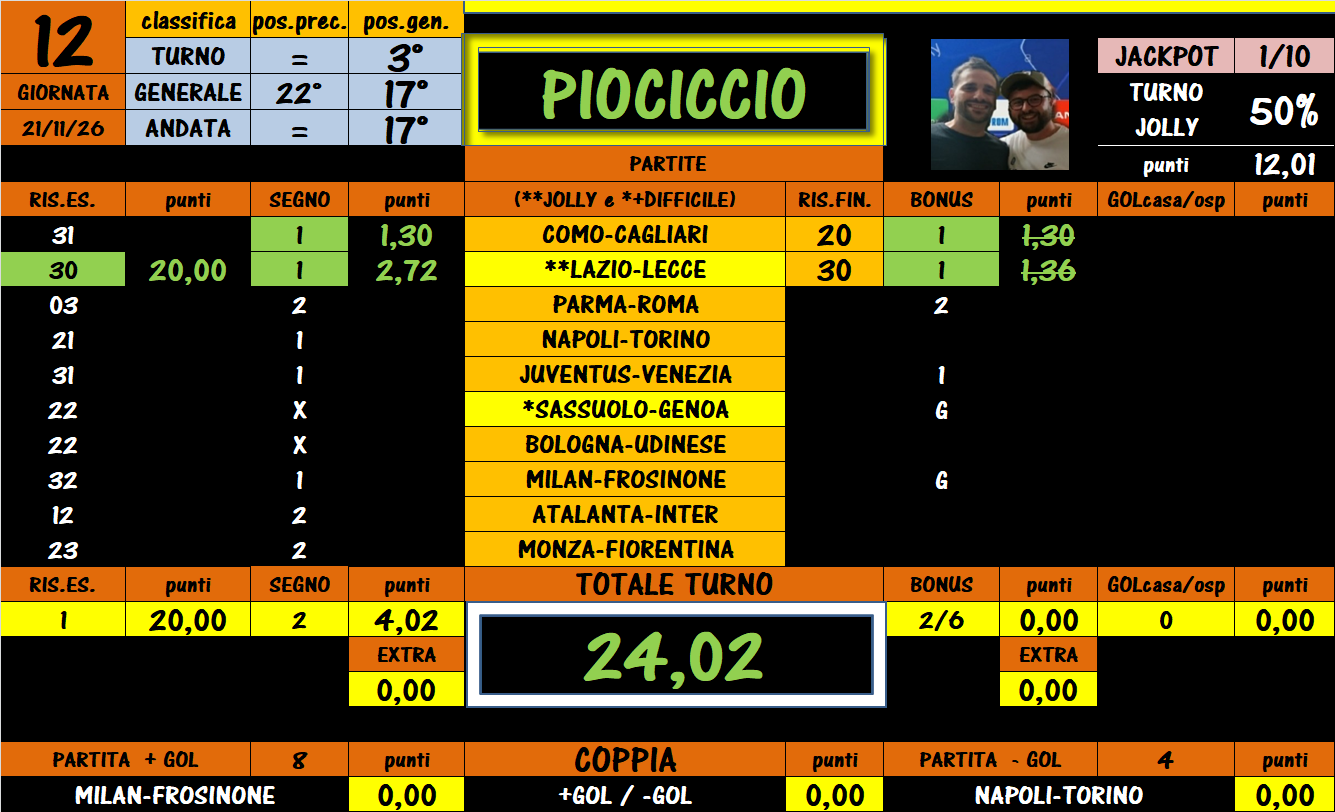 12 classifica pos.prec. pos.gen.
TURNO = 3°
GIORNATA GENERALE 22° 17°
21/11/26 ANDATA = 17°
PIOCICCIO
ROM
JACKPOT 1/10
TURNO JOLLY 50%
punti 12,01
PARTITE
RIS.ES. punti SEGNO punti (**JOLLY e *+DIFFICILE) RIS.FIN. BONUS punti GOLcasa/osp punti
31 1 1,30 COMO-CAGLIARI 20 1 1,30
30 20,00 1 2,72 **LAZIO-LECCE 30 1 1,36
03 2 PARMA-ROMA 2
21 1 NAPOLI-TORINO
31 1 JUVENTUS-VENEZIA 1
22 X *SASSUOLO-GENOA G
22 X BOLOGNA-UDINESE
32 1 MILAN-FROSINONE G
12 2 ATALANTA-INTER
23 2 MONZA-FIORENTINA
RIS.ES. punti SEGNO punti TOTALE TURNO BONUS punti GOLcasa/osp punti
1 20,00 2 4,02 24,02 2/6 0,00 0 0,00
EXTRA EXTRA
0,00 0,00
PARTITA + GOL 8 punti COPPIA punti PARTITA - GOL 4 punti
MILAN-FROSINONE 0,00 +GOL / -GOL 0,00 NAPOLI-TORINO 0,00